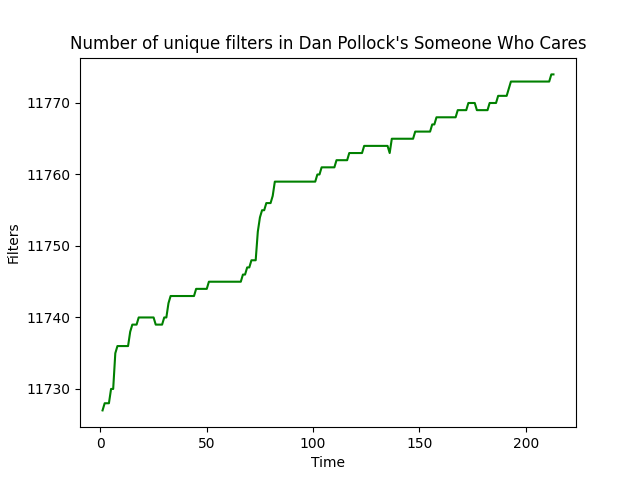 Number of unique filters in Dan Pollock's Someone Who Cares
11770
11760
11750
11740
11730
Filters
0 50 100 150 200
Time